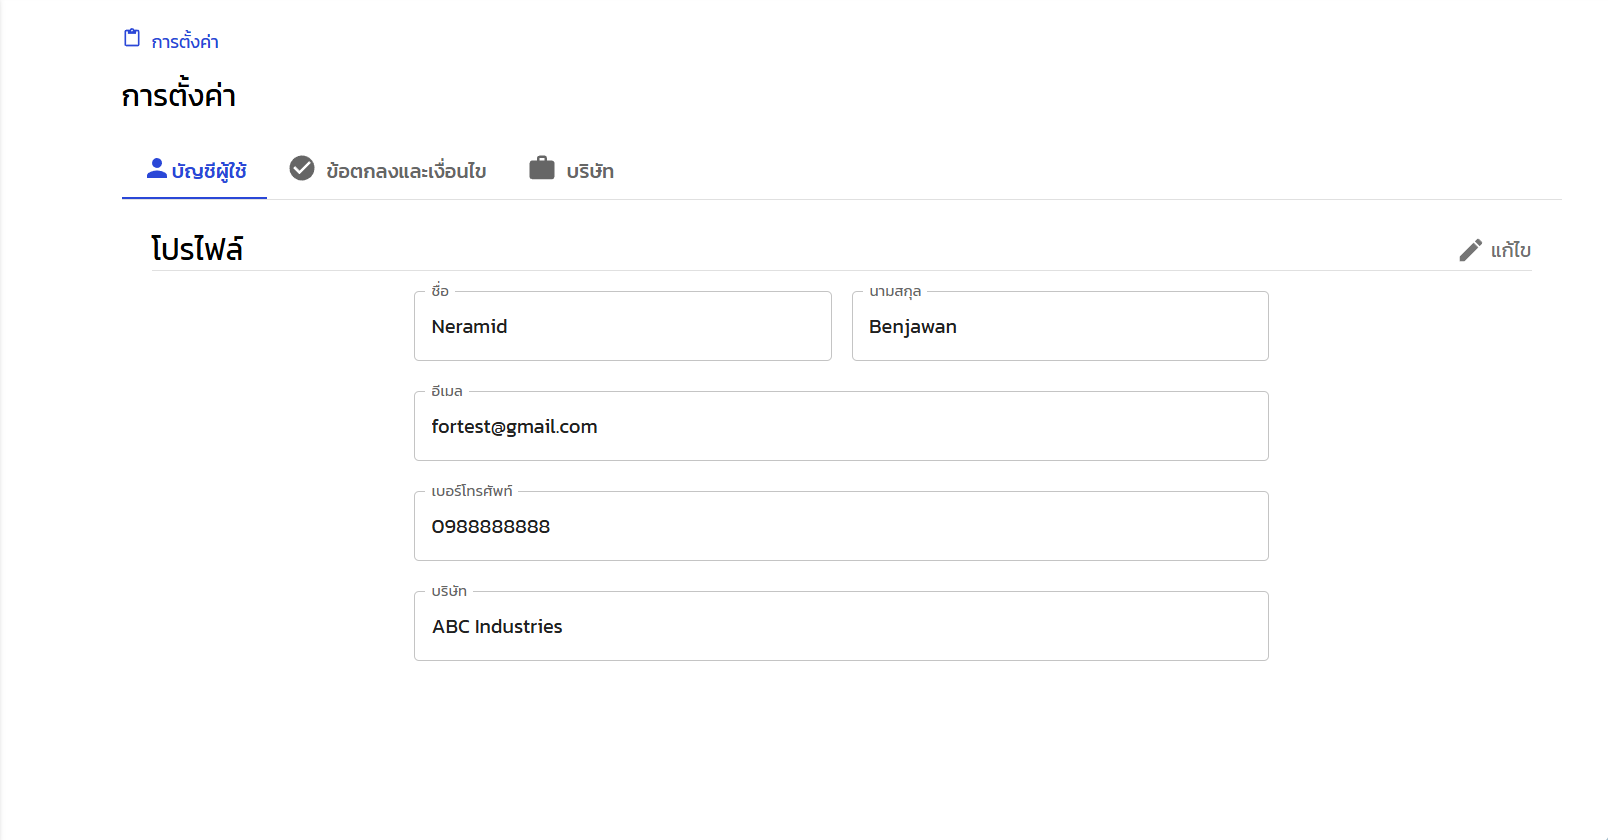 การตั้งค่า
การตั้งค่า
บัญชีผู้ใช้ ข้อตกลงและเงื่อนไข บริษัท
โปรไฟล์ แก้ไข
ชื่อ นามสกุล
Neramid Benjawan
อีเมล
fortest@gmail.com
เบอร์โทรศัพท์
0988888888
บริษัท
ABC Industries